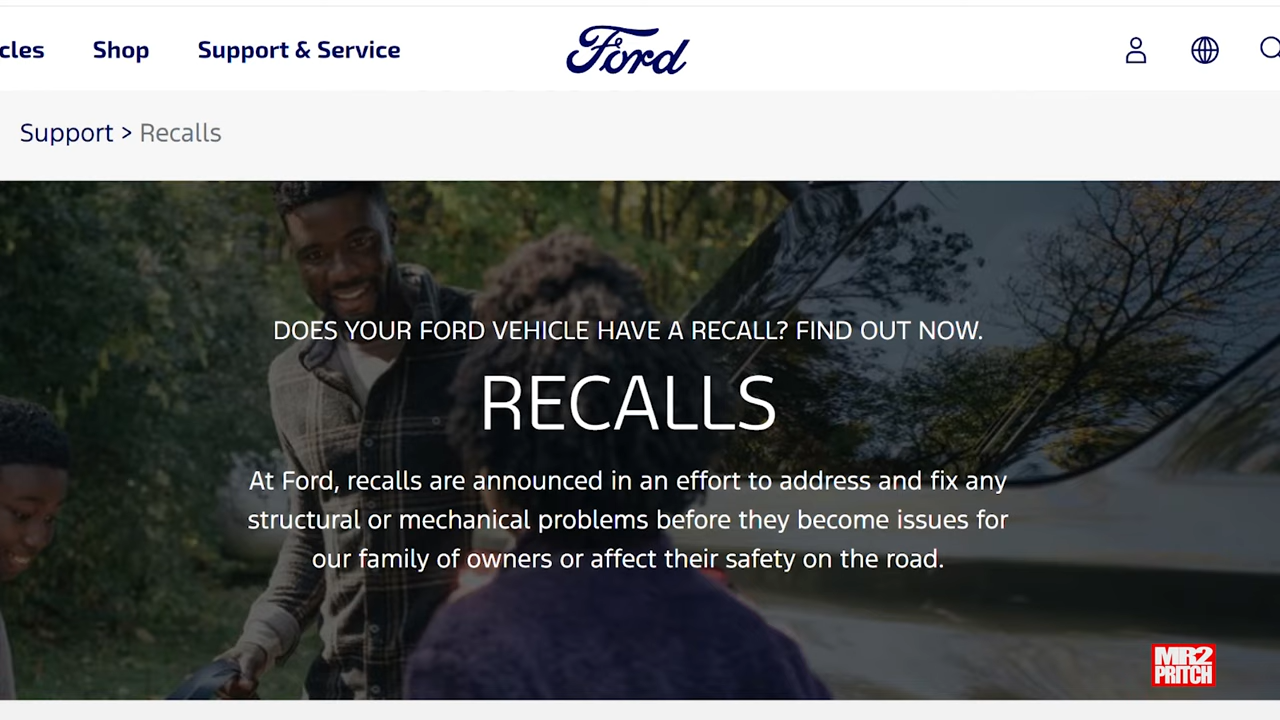 cles Shop Support & Service Ford
Support > Recalls
DOES YOUR FORD VEHICLE HAVE A RECALL? FIND OUT NOW.
RECALLS
At Ford, recalls are announced in an effort to address and fix any
structural or mechanical problems before they become issues for
our family of owners or affect their safety on the road.
MR2
PRITCH